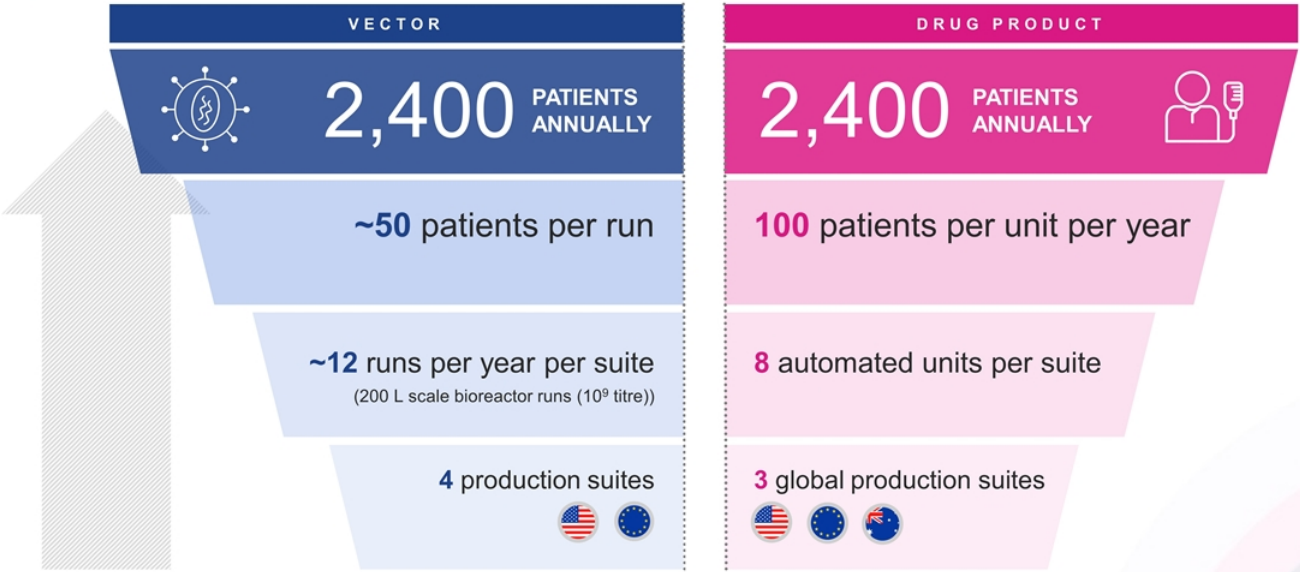 VECTOR
2,400 PATIENTS
ANNUALLY
~50 patients per run
~12 runs per year per suite
(200 L scale bioreactor runs (10⁹ titre))
4 production suites
DRUG PRODUCT
2,400 PATIENTS
ANNUALLY
100 patients per unit per year
8 automated units per suite
3 global production suites